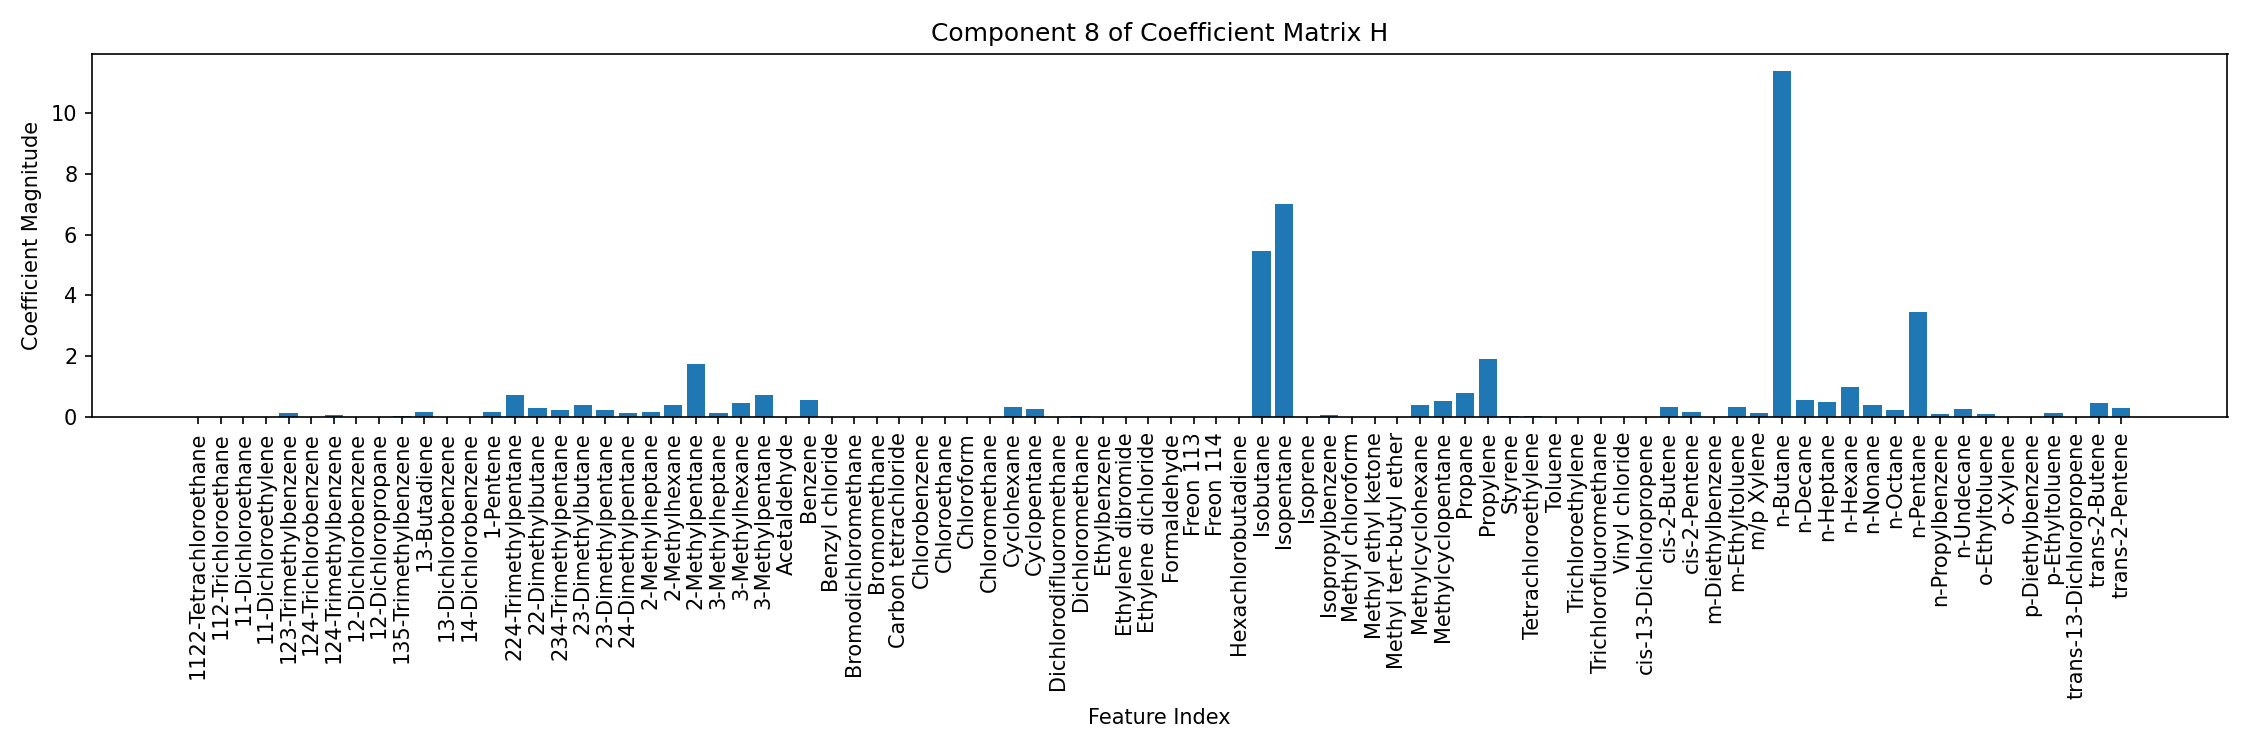 Component 8 of Coefficient Matrix H
Coefficient Magnitude
10
8
6
4
2
0
1122-Tetrachloroethane
112-Trichloroethane
11-Dichloroethane
11-Dichloroethylene
123-Trimethylbenzene
124-Trichlorobenzene
124-Trimethylbenzene
12-Dichlorobenzene
12-Dichloropropane
135-Trimethylbenzene
13-Butadiene
13-Dichlorobenzene
14-Dichlorobenzene
1-Pentene
224-Trimethylpentane
22-Dimethylbutane
234-Trimethylpentane
23-Dimethylbutane
23-Dimethylpentane
24-Dimethylpentane
2-Methylheptane
2-Methylhexane
2-Methylpentane
3-Methylheptane
3-Methylhexane
3-Methylpentane
Acetaldehyde
Benzene
Benzyl chloride
Bromodichloromethane
Bromomethane
Carbon tetrachloride
Chlorobenzene
Chloroethane
Chloroform
Chloromethane
Cyclohexane
Cyclopentane
Dichlorodifluoromethane
Dichloromethane
Ethylbenzene
Ethylene dibromide
Ethylene dichloride
Formaldehyde
Freon 113
Freon 114
Hexachlorobutadiene
Isobutane
Isopentane
Isoprene
Isopropylbenzene
Methyl chloroform
Methyl ethyl ketone
Methyl tert-butyl ether
Methylcyclohexane
Methylcyclopentane
Propane
Propylene
Styrene
Tetrachloroethylene
Toluene
Trichloroethylene
Trichlorofluoromethane
Vinyl chloride
cis-13-Dichloropropene
cis-2-Butene
cis-2-Pentene
m-Diethylbenzene
m-Ethyltoluene
m/p Xylene
n-Butane
n-Decane
n-Heptane
n-Hexane
n-Nonane
n-Octane
n-Pentane
n-Propylbenzene
n-Undecane
o-Ethyltoluene
o-Xylene
p-Diethylbenzene
p-Ethyltoluene
trans-13-Dichloropropene
trans-2-Butene
trans-2-Pentene
Feature Index